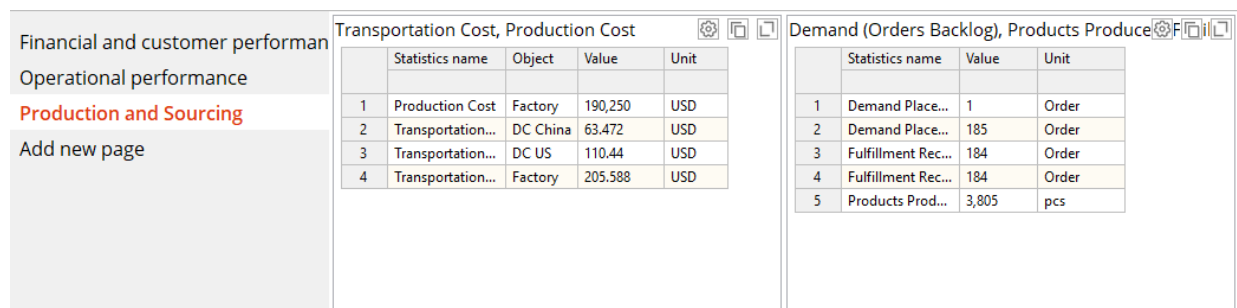 Financial and customer performan
Operational performance
Production and Sourcing
Add new page
Transportation Cost, Production Cost
Statistics name Object Value Unit
1 Production Cost Factory 190,250 USD
2 Transportation... DC China 63.472 USD
3 Transportation... DC US 110.44 USD
4 Transportation... Factory 205.588 USD
Demand (Orders Backlog), Products Produce
Statistics name Value Unit
1 Demand Place... 1 Order
2 Demand Place... 185 Order
3 Fulfillment Rec... 184 Order
4 Fulfillment Rec... 184 Order
5 Products Prod... 3,805 pcs